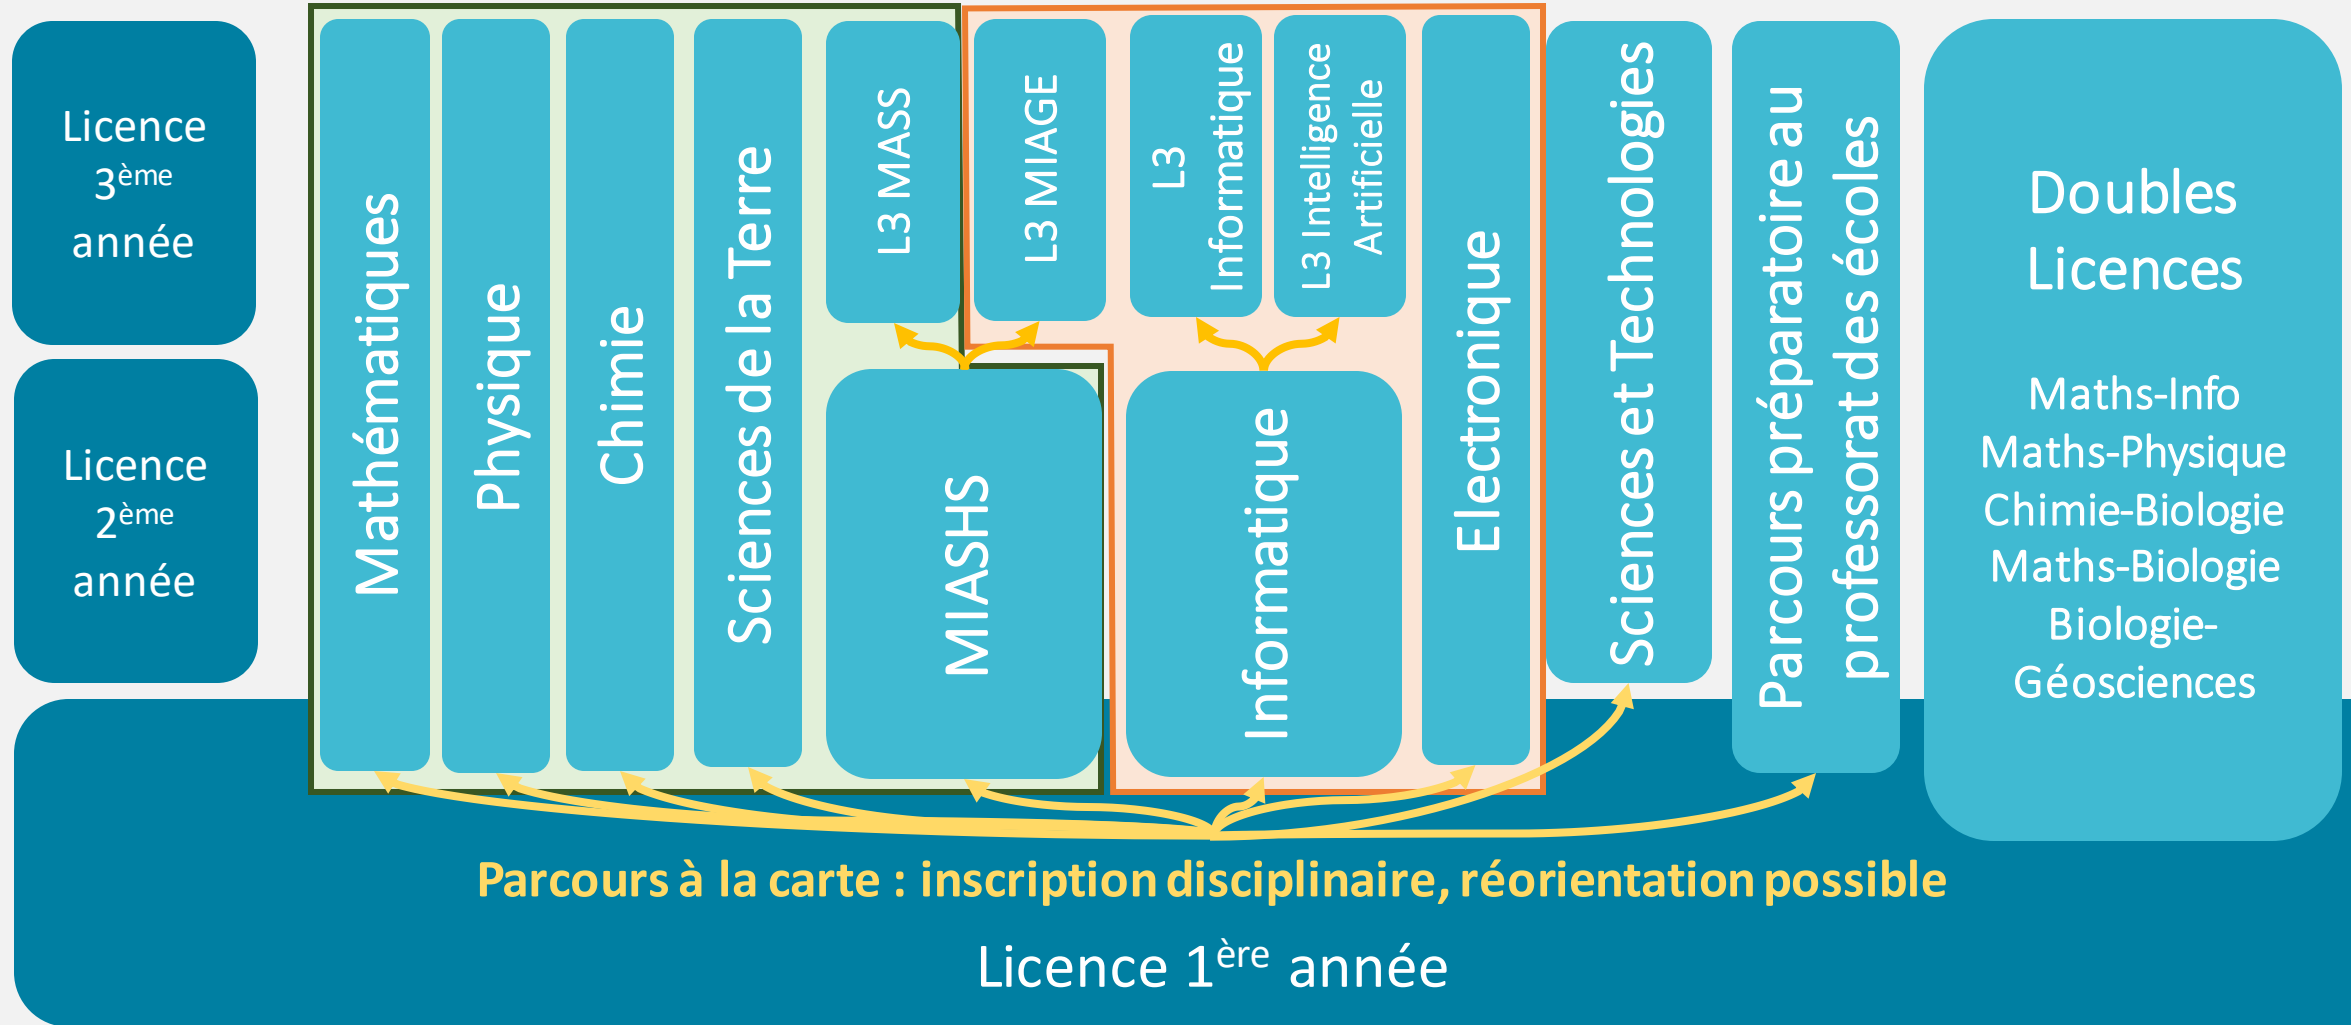 Licence
3ème
année
Licence
2ème
année
Mathématiques
Physique
Chimie
Sciences de la Terre
L3 MASS
L3 MIAGE
MIASHS
L3
Informatique
L3 Intelligence
Artificielle
Informatique
Electronique
Sciences et Technologies
Parcours préparatoire au
professorat des écoles
Doubles
Licences
Maths-Info
Maths-Physique
Chimie-Biologie
Maths-Biologie
Biologie-
Géosciences
Parcours à la carte : inscription disciplinaire, réorientation possible
Licence 1ère année